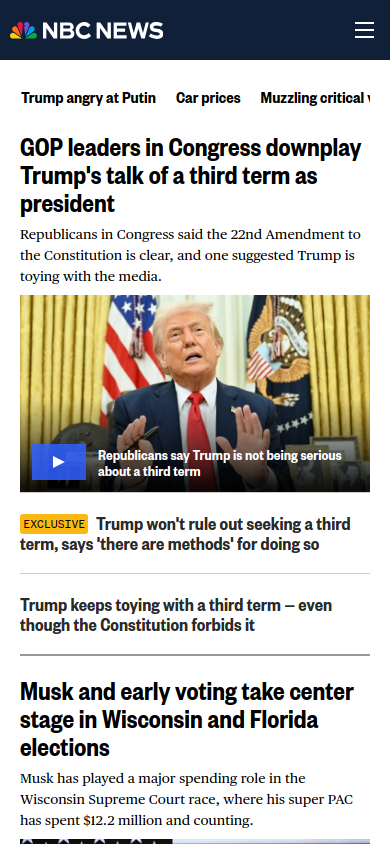 NBC NEWS
Trump angry at Putin Car prices Muzzling critical
GOP leaders in Congress downplay
Trump's talk of a third term as
president
Republicans in Congress said the 22nd Amendment to
the Constitution is clear, and one suggested Trump is
toying with the media.
Republicans say Trump is not being serious
about a third term
EXCLUSIVE Trump won't rule out seeking a third
term, says 'there are methods' for doing so
Trump keeps toying with a third term — even
though the Constitution forbids it
Musk and early voting take center
stage in Wisconsin and Florida
elections
Musk has played a major spending role in the
Wisconsin Supreme Court race, where his super PAC
has spent $12.2 million and counting.